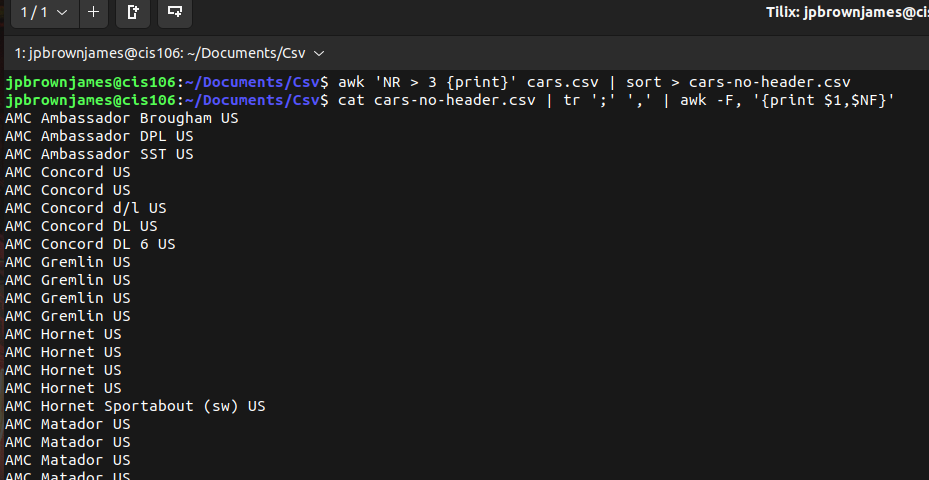 1 / 1
Tilix: jpbrownjames@ci
1: jpbrownjames@cis106: ~/Documents/Csv
jpbrownjames@cis106:~/Documents/Csv$ awk 'NR > 3 {print}' cars.csv | sort > cars-no-header.csv
jpbrownjames@cis106:~/Documents/Csv$ cat cars-no-header.csv | tr ';' ',' | awk -F, '{print $1,$NF}'
AMC Ambassador Brougham US
AMC Ambassador DPL US
AMC Ambassador SST US
AMC Concord US
AMC Concord US
AMC Concord d/l US
AMC Concord DL US
AMC Concord DL 6 US
AMC Gremlin US
AMC Gremlin US
AMC Gremlin US
AMC Gremlin US
AMC Hornet US
AMC Hornet US
AMC Hornet US
AMC Hornet US
AMC Hornet Sportabout (sw) US
AMC Matador US
AMC Matador US
AMC Matador US
AMC Matador US